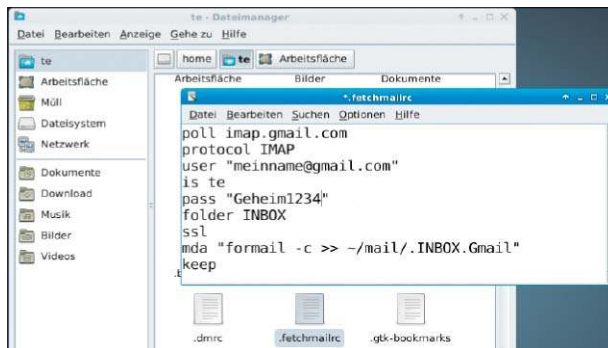 te - Dateimanager
Datei Bearbeiten Anzeige Gehe zu Hilfe
home te Arbeitsfläche
te
Arbeitsfläche
Müll
Dateisystem
Netzwerk
Dokumente
Download
Musik
Bilder
Videos
Arbeitsfläche Bilder Dokumente
*.fetchmailrc
Datei Bearbeiten Suchen Optionen Hilfe
poll imap.gmail.com
protocol IMAP
user "meinname@gmail.com"
is te
pass "Geheim1234"
folder INBOX
ssl
mda "formail -c >> ~/mail/.INBOX.Gmail"
keep
.dmrc .fetchmailrc .gtk-bookmarks